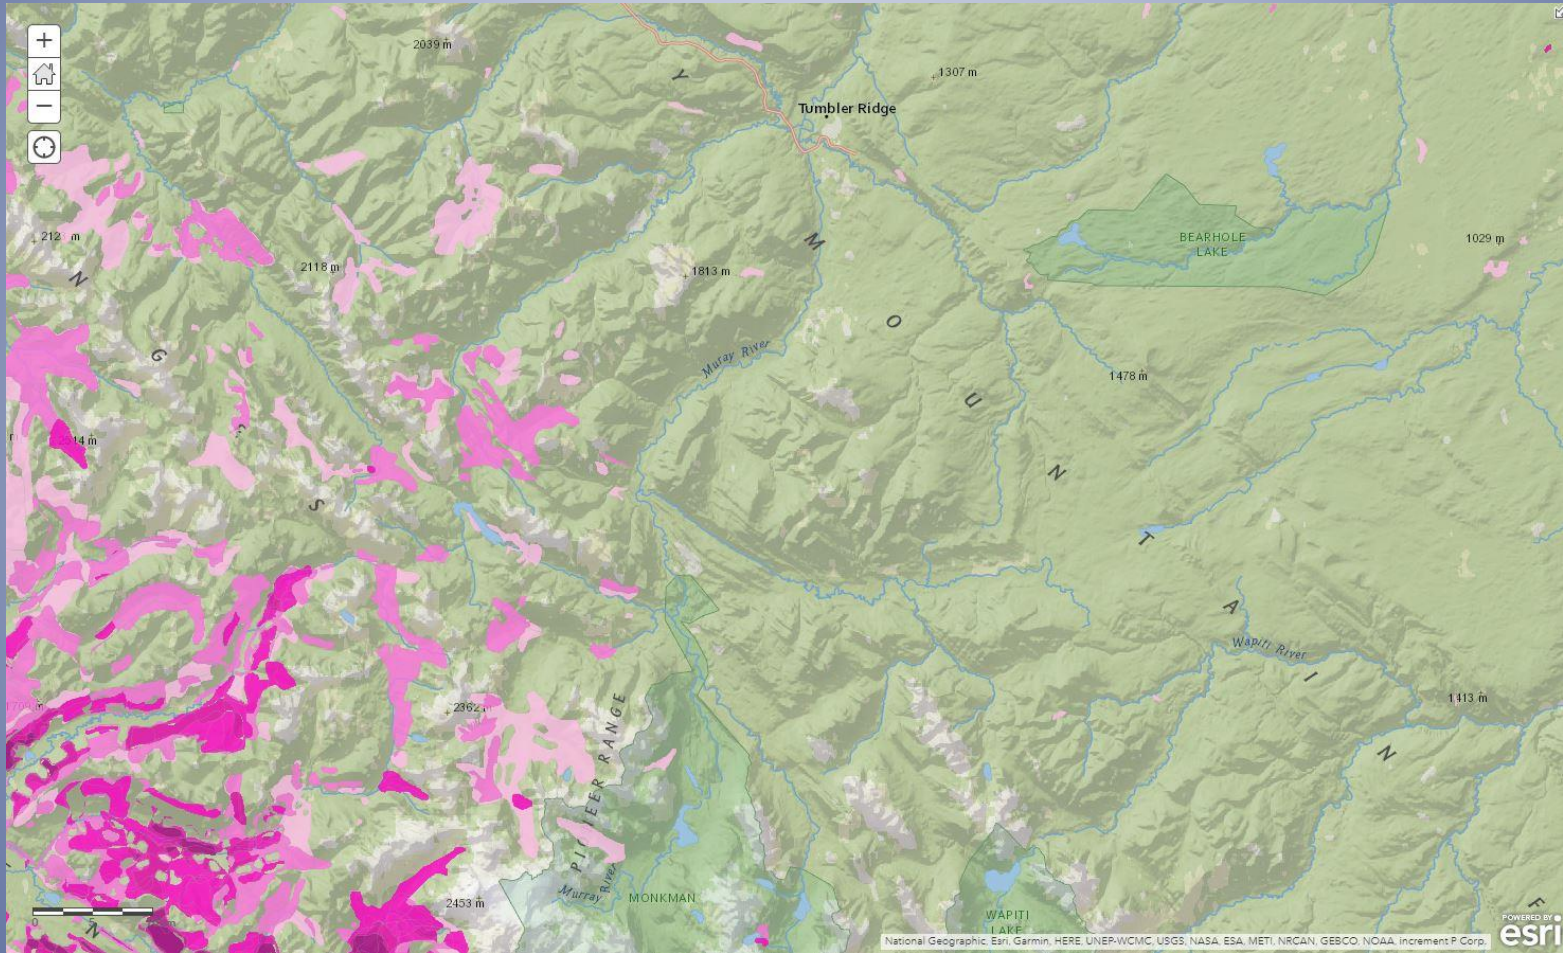 +
−
2039 m
Y
1307 m
Tumbler Ridge
M
BEARHOLE
LAKE
1029 m
2118 m
1813 m
N
O
G
Murray River
1478 m
U
S
N
T
A
Wapiti River
I
1413 m
2362
N
PIONEER RANGE
Murray River
MONKMAN
2453 m
WAPITI
LAKE
N
F
0
National Geographic, Esri, Garmin, HERE, UNEP-WCMC, USGS, NASA, ESA, METI, NRCAN, GEBCO, NOAA, increment P Corp.
POWERED BY
esri